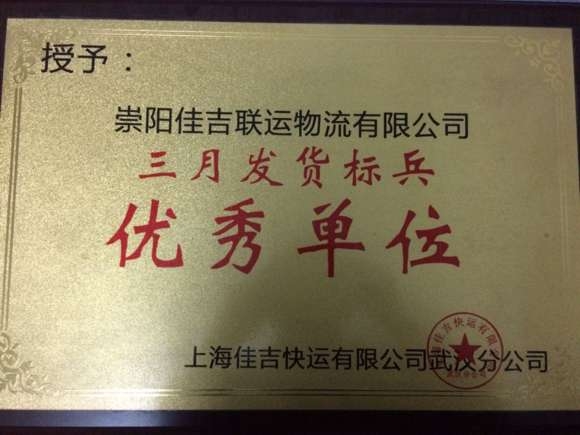 授予：
崇阳佳吉联运物流有限公司
三月发货标兵
优秀单位
上海佳吉快运有限公司武汉分公司